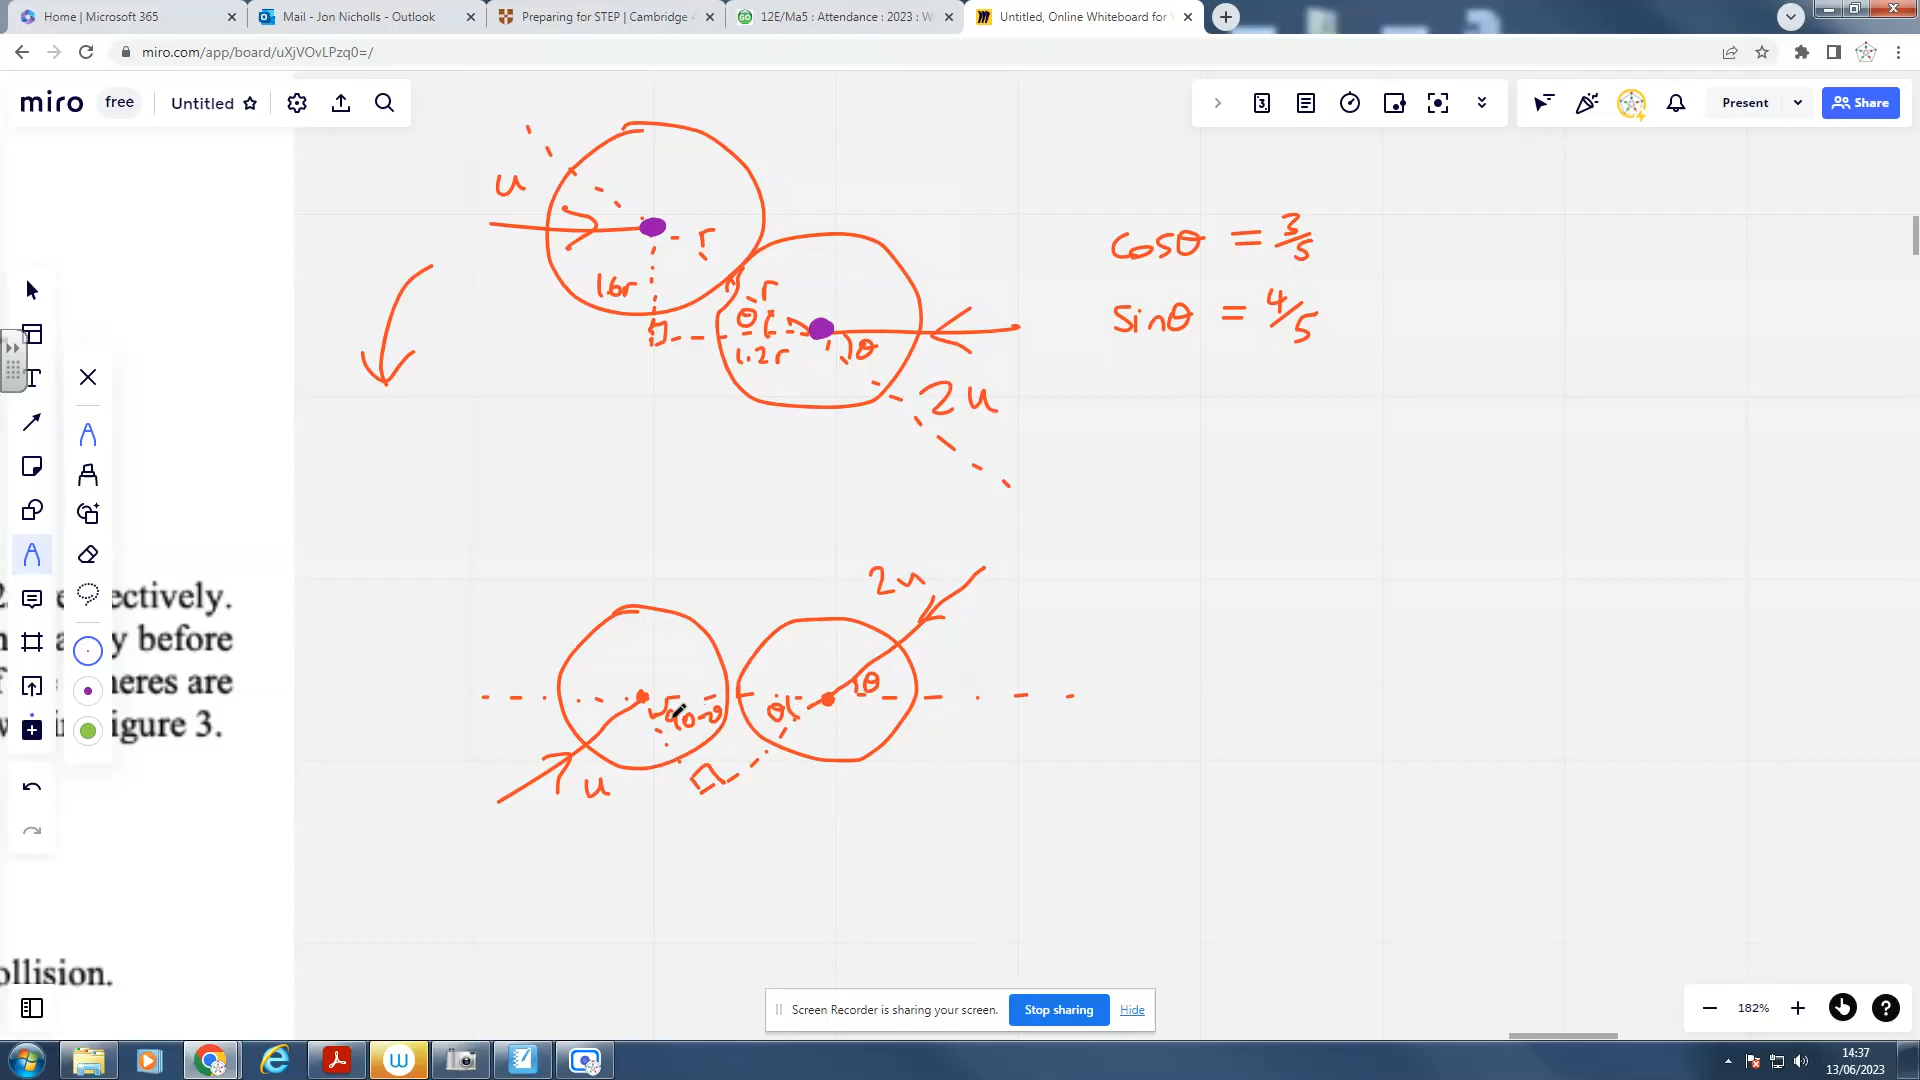 Home | Microsoft 365
Mail - Jon Nicholls - Outlook
Preparing for STEP | Cambridge
12E/Ma5 : Attendance : 2023 : W
Untitled, Online Whiteboard for
miro.com/app/board/uXjVOvLPzq0=/
miro
free
Untitled
Present
Share
u
r
1.6r
r
θ
1.2r
θ
2u
cosθ = 3/5
sinθ = 4/5
2u
θ
90-θ
θ
u
ectively.
y before
heres are
igure 3.
ollision.
Screen Recorder is sharing your screen.
Stop sharing
Hide
182%
14:37
13/06/2023